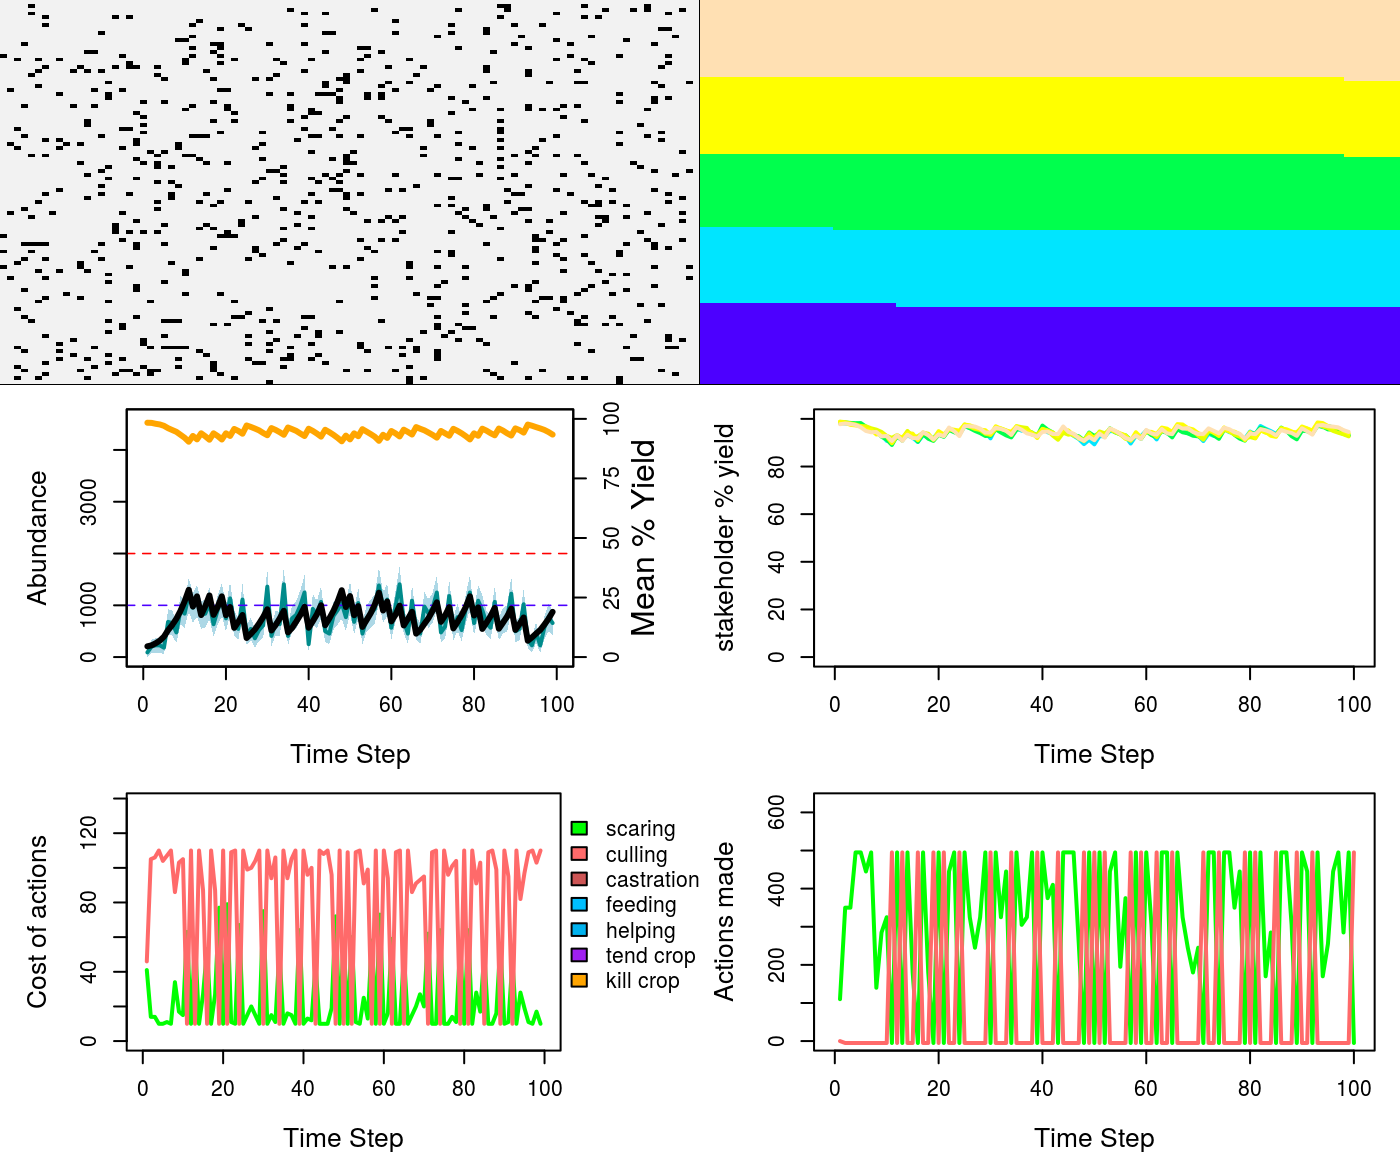 Abundance
0
1000
3000
0
25
50
75
100
Mean % Yield
0
20
40
60
80
100
Time Step
stakeholder % yield
0
20
40
60
80
0
20
40
60
80
100
Time Step
Cost of actions
0
40
80
120
0
20
40
60
80
100
Time Step
scaring
culling
castration
feeding
helping
tend crop
kill crop
Actions made
0
200
400
600
0
20
40
60
80
100
Time Step